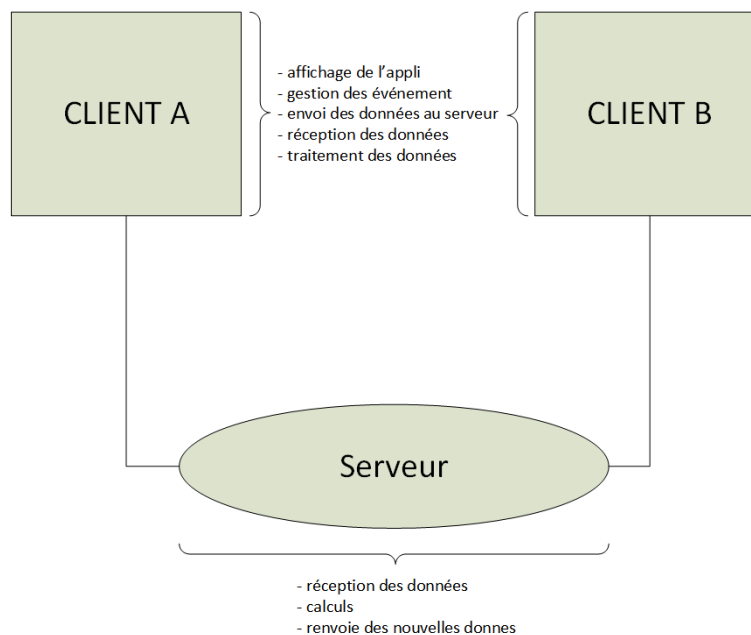 CLIENT A
- affichage de l’appli
- gestion des événement
- envoi des données au serveur
- réception des données
- traitement des données
CLIENT B
Serveur
- réception des données
- calculs
- renvoie des nouvelles donnes